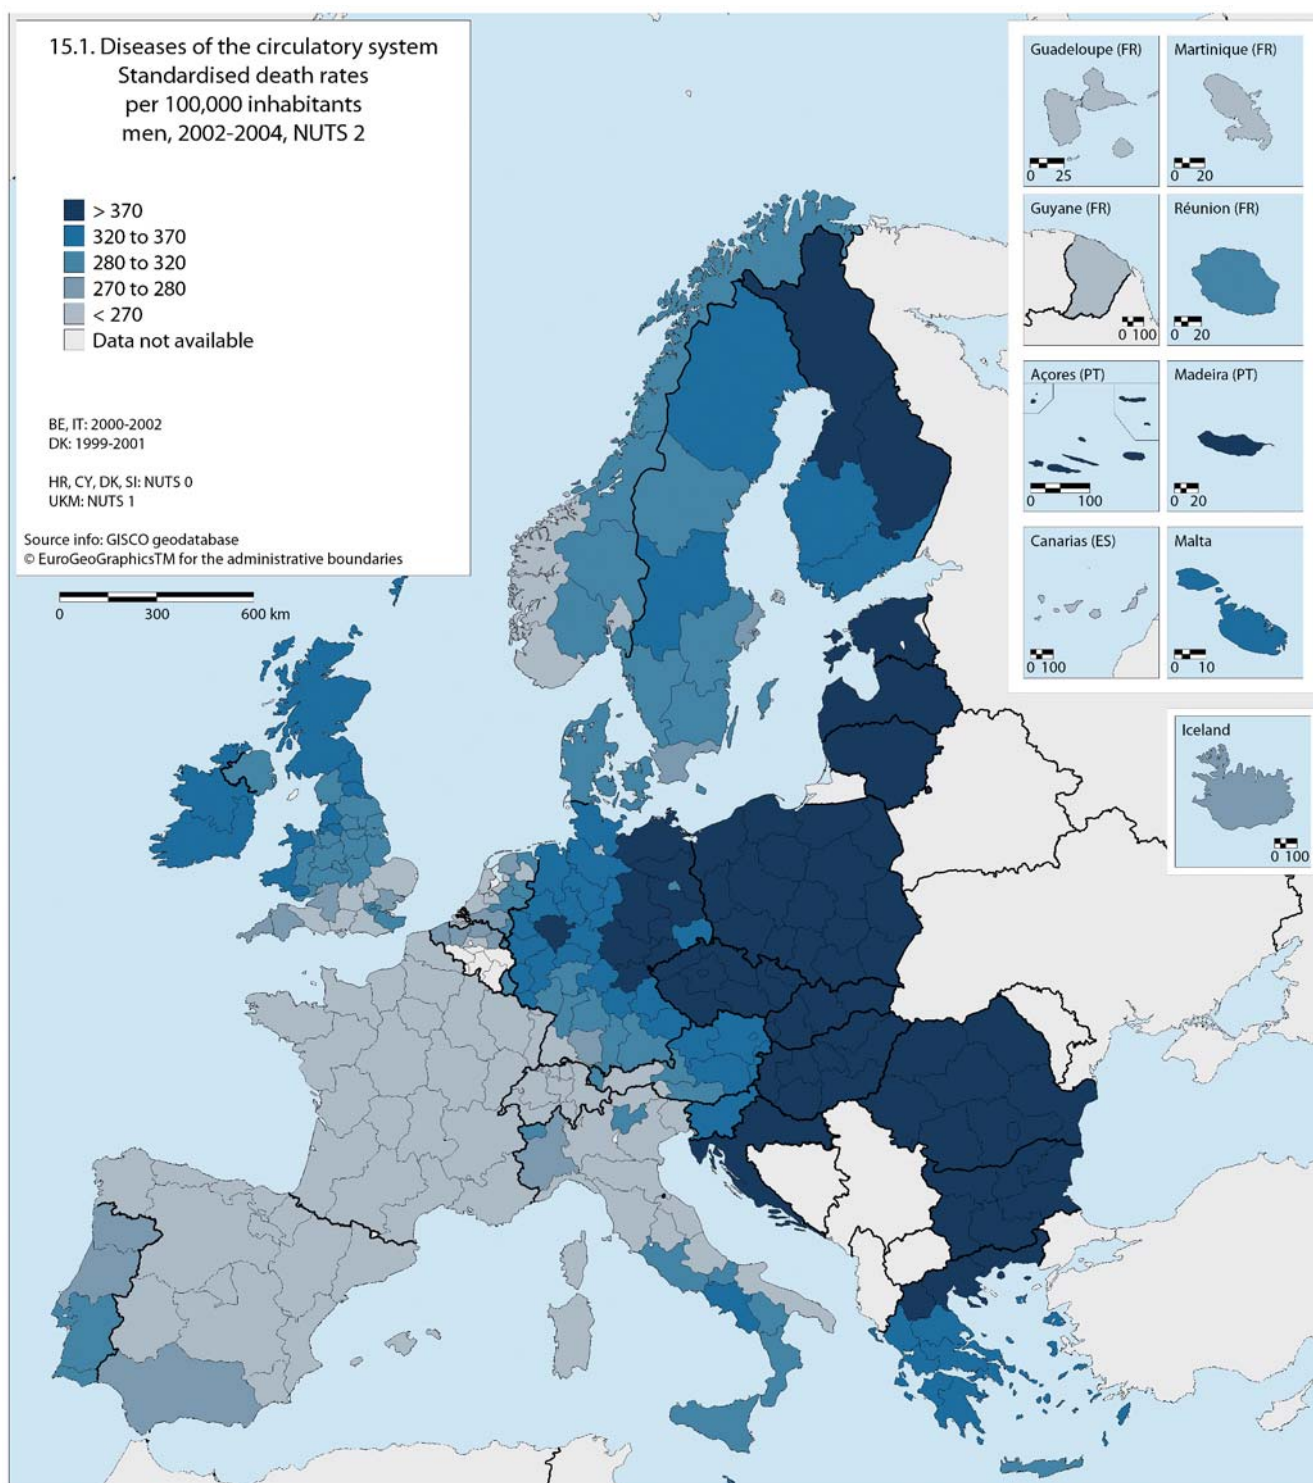 15.1. Diseases of the circulatory system
Standardised death rates
per 100,000 inhabitants
men, 2002-2004, NUTS 2
> 370
320 to 370
280 to 320
270 to 280
< 270
Data not available
BE, IT: 2000-2002
DK: 1999-2001
HR, CY, DK, SI: NUTS 0
UKM: NUTS 1
Source info: GISCO geodatabase
© EuroGeoGraphicsTM for the administrative boundaries
0 300 600 km
Guadeloupe (FR)
0 25
Martinique (FR)
0 20
Guyane (FR)
0 100
Réunion (FR)
0 20
Açores (PT)
0 100
Madeira (PT)
0 20
Canarias (ES)
0 100
Malta
0 10
Iceland
0 100